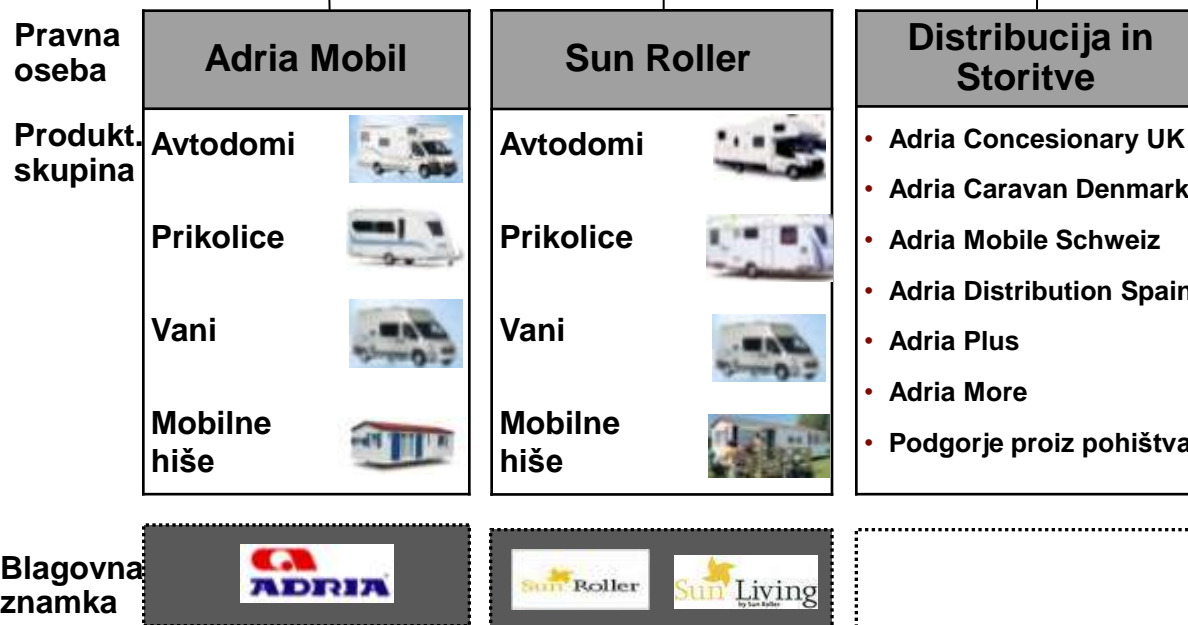 Pravna
oseba
Adria Mobil
Sun Roller
Distribucija in
Storitve
Produkt.
skupina
Avtodomi
Prikolice
Vani
Mobilne
hiše
Avtodomi
Prikolice
Vani
Mobilne
hiše
• Adria Concesionary UK
• Adria Caravan Denmark
• Adria Mobile Schweiz
• Adria Distribution Spain
• Adria Plus
• Adria More
• Podgorje proiz pohištva
Blagovna
znamka
ADRIA
Sun Roller
Sun Living
by Sun Roller